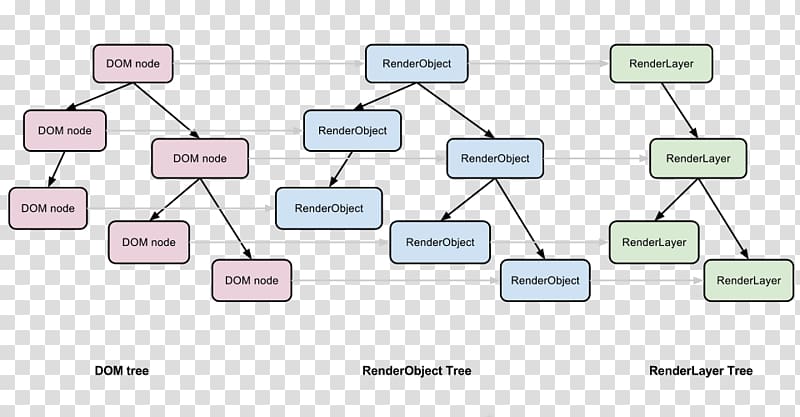 DOM node
RenderObject
RenderLayer
DOM node
RenderObject
DOM node
RenderObject
RenderLayer
DOM node
RenderObject
DOM node
RenderObject
RenderLayer
DOM node
RenderObject
RenderLayer
DOM tree
RenderObject Tree
RenderLayer Tree